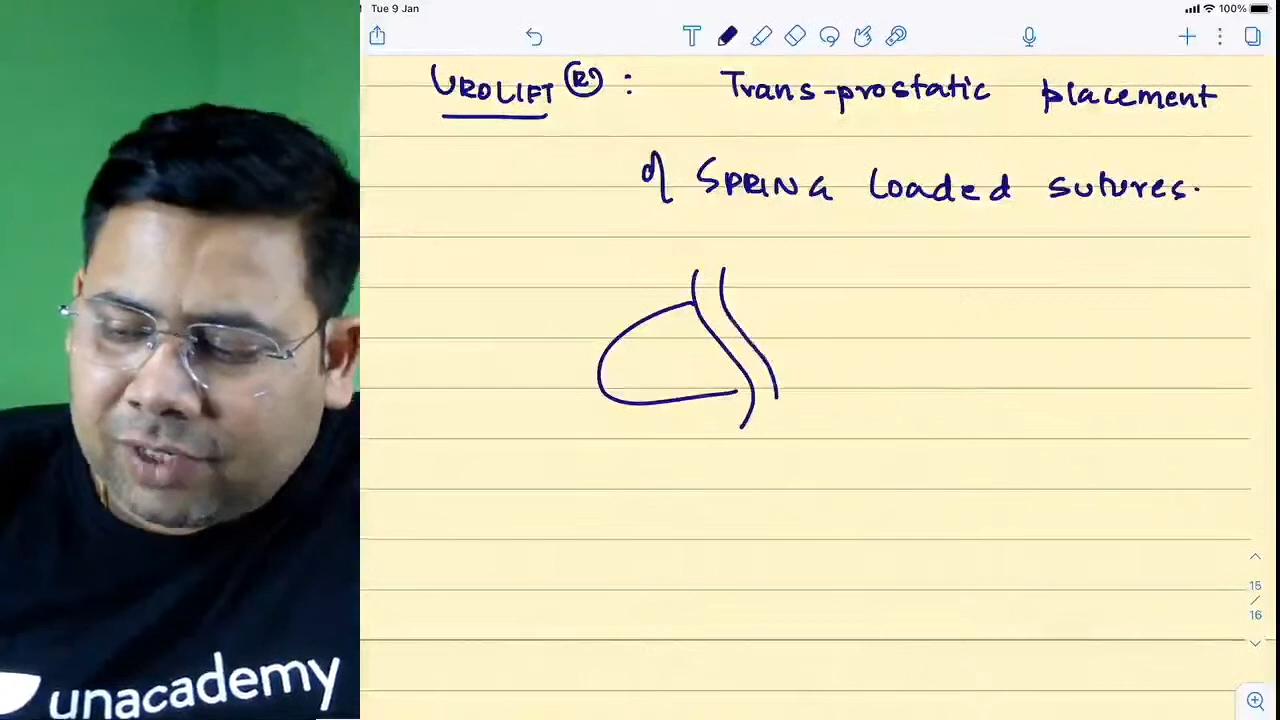 Tue 9 Jan
100%
UROLIFT ® : Trans-prostatic placement
of SPRING loaded sutures.
15
/
16
unacademy